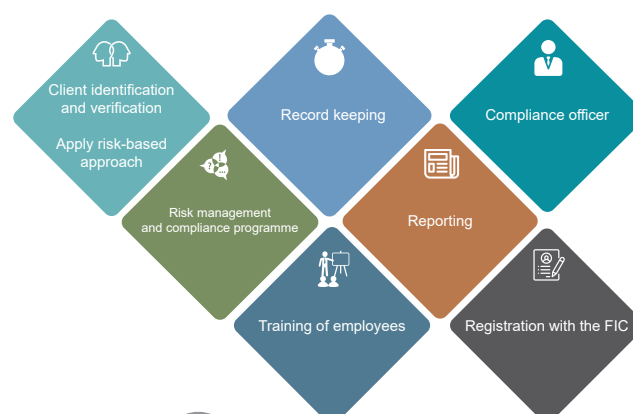 Client identification
and verification
Apply risk-based
approach
Record keeping
Compliance officer
Risk management
and compliance programme
Reporting
Training of employees
Registration with the FIC